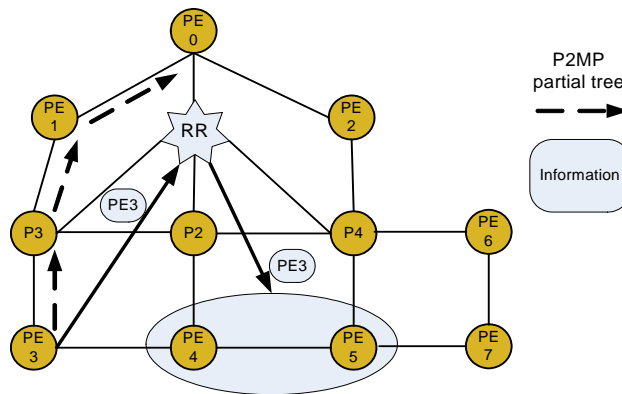 PE
0
P2MP
partial tree
PE
1
RR
PE
2
Information
PE3
P3
P2
P4
PE
6
PE3
PE
3
PE
4
PE
5
PE
7